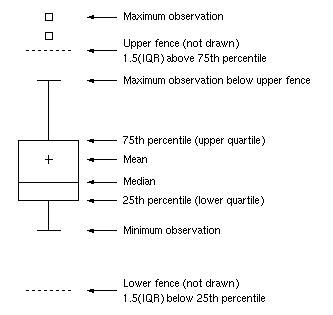 Maximum observation
Upper fence (not drawn)
1.5(IQR) above 75th percentile
Maximum observation below upper fence
75th percentile (upper quartile)
Mean
Median
25th percentile (lower quartile)
Minimum observation
Lower fence (not drawn)
1.5(IQR) below 25th percentile